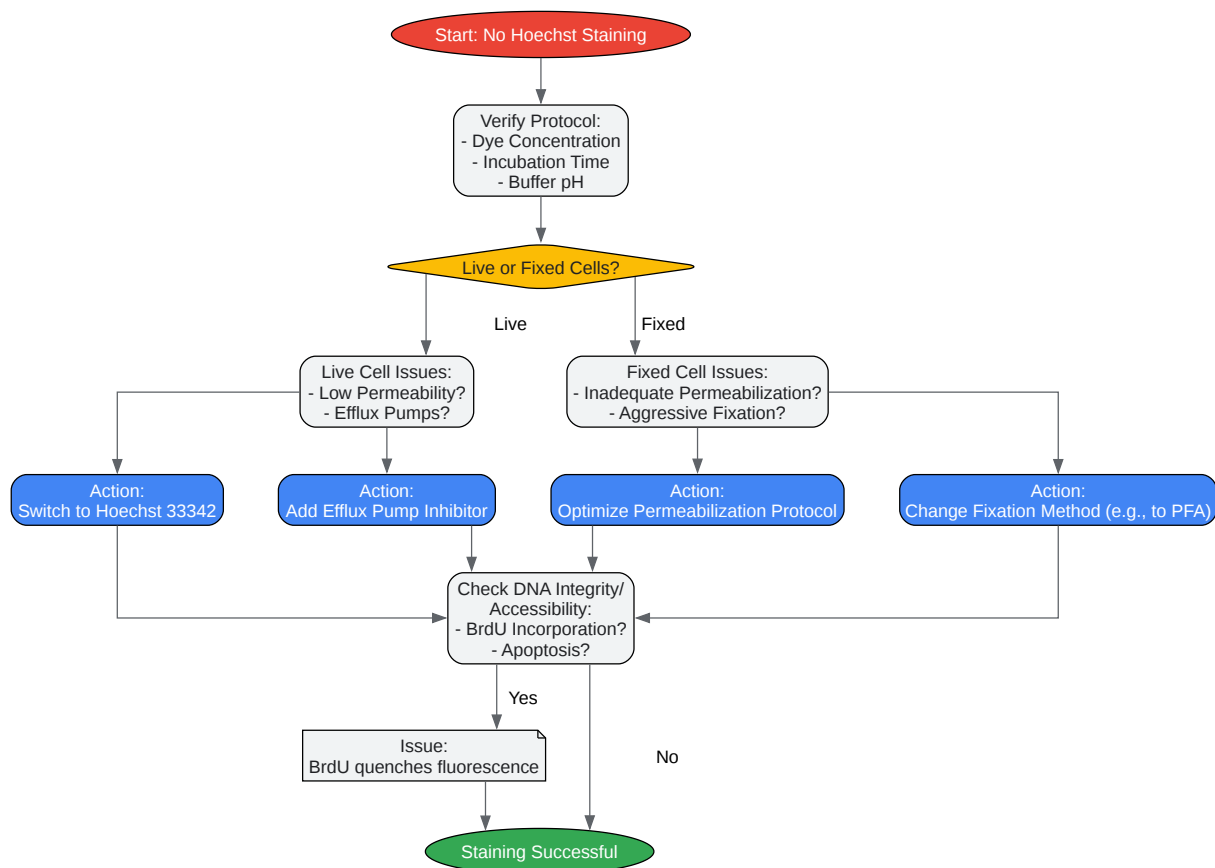 Start: No Hoechst Staining
Verify Protocol:
- Dye Concentration
- Incubation Time
- Buffer pH
Live or Fixed Cells?
Live
Fixed
Live Cell Issues:
- Low Permeability?
- Efflux Pumps?
Fixed Cell Issues:
- Inadequate Permeabilization?
- Aggressive Fixation?
Action:
Switch to Hoechst 33342
Action:
Add Efflux Pump Inhibitor
Action:
Optimize Permeabilization Protocol
Action:
Change Fixation Method (e.g., to PFA)
Check DNA Integrity/
Accessibility:
- BrdU Incorporation?
- Apoptosis?
Yes
No
Issue:
BrdU quenches fluorescence
Staining Successful